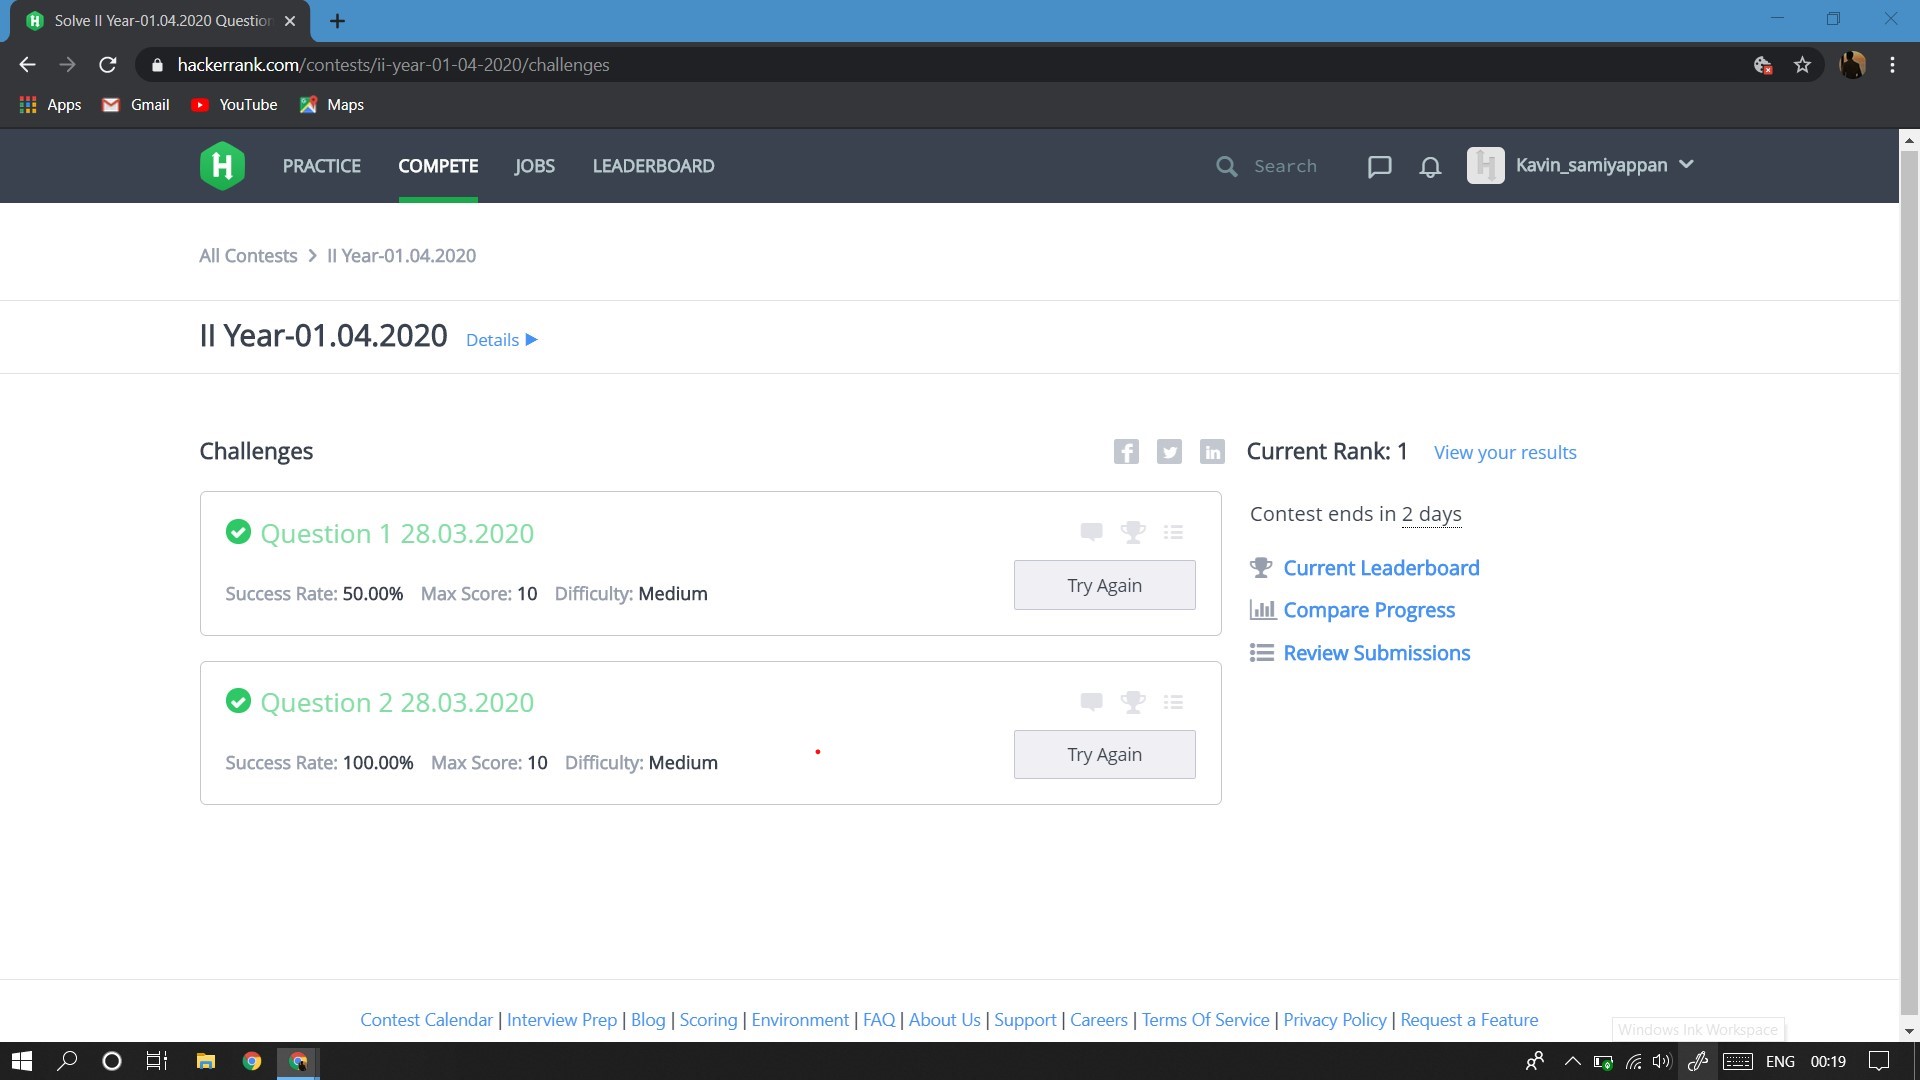 Solve II Year-01.04.2020 Question
hackerrank.com/contests/ii-year-01-04-2020/challenges
Apps Gmail YouTube Maps
PRACTICE COMPETE JOBS LEADERBOARD Search Kavin_samiyappan
All Contests > II Year-01.04.2020
II Year-01.04.2020 Details
Challenges
Current Rank: 1 View your results
Question 1 28.03.2020
Success Rate: 50.00% Max Score: 10 Difficulty: Medium
Try Again
Contest ends in 2 days
Current Leaderboard
Compare Progress
Review Submissions
Question 2 28.03.2020
Success Rate: 100.00% Max Score: 10 Difficulty: Medium
Try Again
Contest Calendar | Interview Prep | Blog | Scoring | Environment | FAQ | About Us | Support | Careers | Terms Of Service | Privacy Policy | Request a Feature
Windows Ink Workspace
ENG 00:19